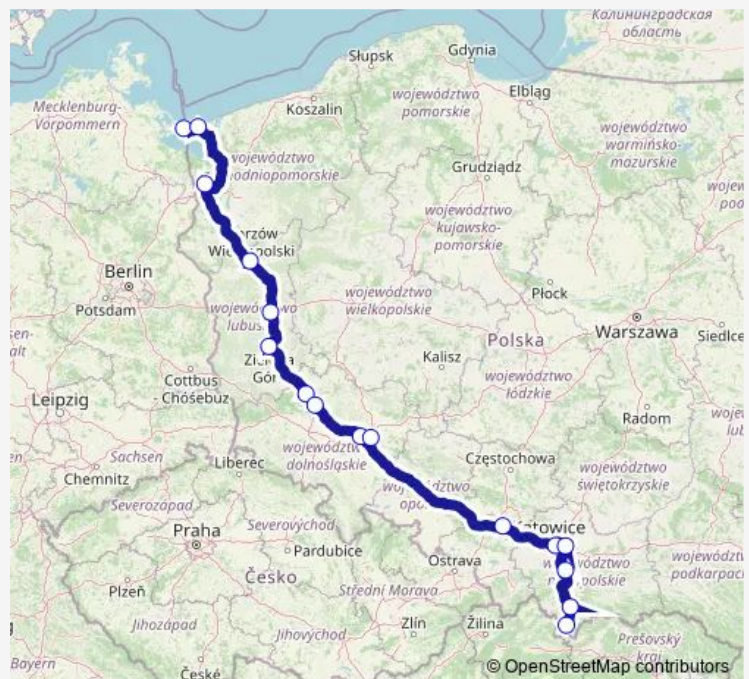 Калининградская
область
Słupsk
Gdynia
Elbląg
Koszalin
Mecklenburg-
Vorpommern
województwo
pomorskie
województwo
warmińsko-
mazurskie
Grudziądz
województwo
kujawsko-
pomorskie
Berlin
Potsdam
Płock
województwo
wielkopolskie
Warszawa
Siedlce
Polska
Kalisz
województwo
łódzkie
Cottbus
Chóśebuz
Leipzig
Radom
Częstochowa
Sachsen
Chemnitz
Liberec
dolnośląskie
województwo
świętokrzyskie
Severozápad
Praha
Severovýchod
Pardubice
Ostrava
Česko
Plzeň
Střední Morava
Jihozápad
Jihovýchod
Zlín
Žilina
Prešovský
kraj
Bayern
České
© OpenStreetMap contributors